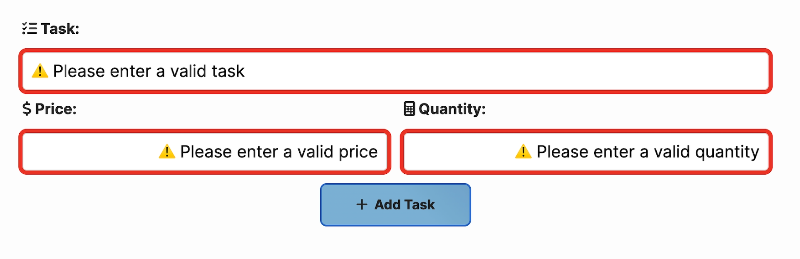 Task:
⚠️ Please enter a valid task
$ Price:
Quantity:
⚠️ Please enter a valid price
⚠️ Please enter a valid quantity
+ Add Task